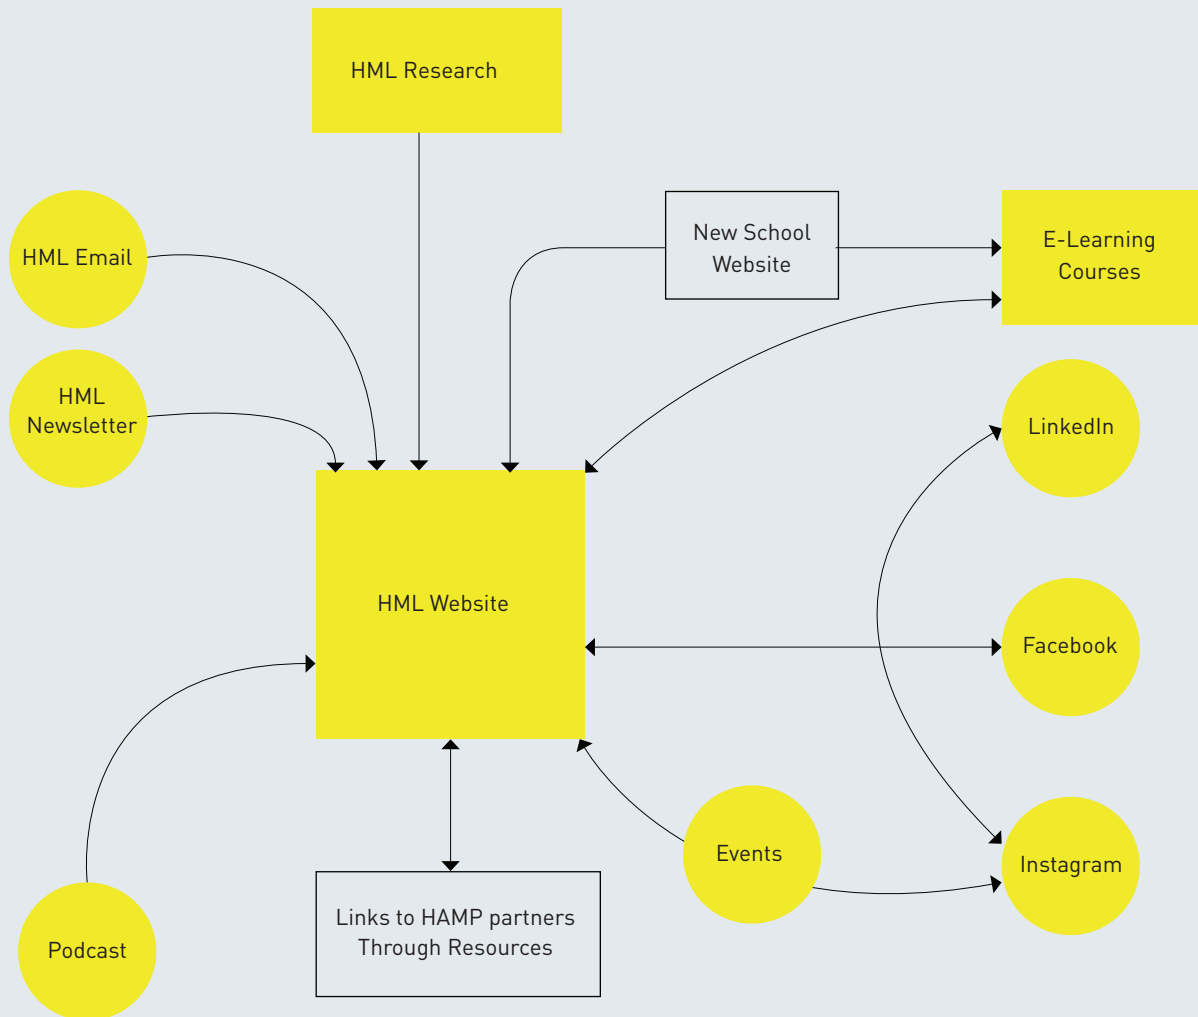 HML Research
New School
Website
E-Learning
Courses
HML Email
HML
Newsletter
LinkedIn
HML Website
Facebook
Events
Instagram
Links to HAMP partners
Through Resources
Podcast